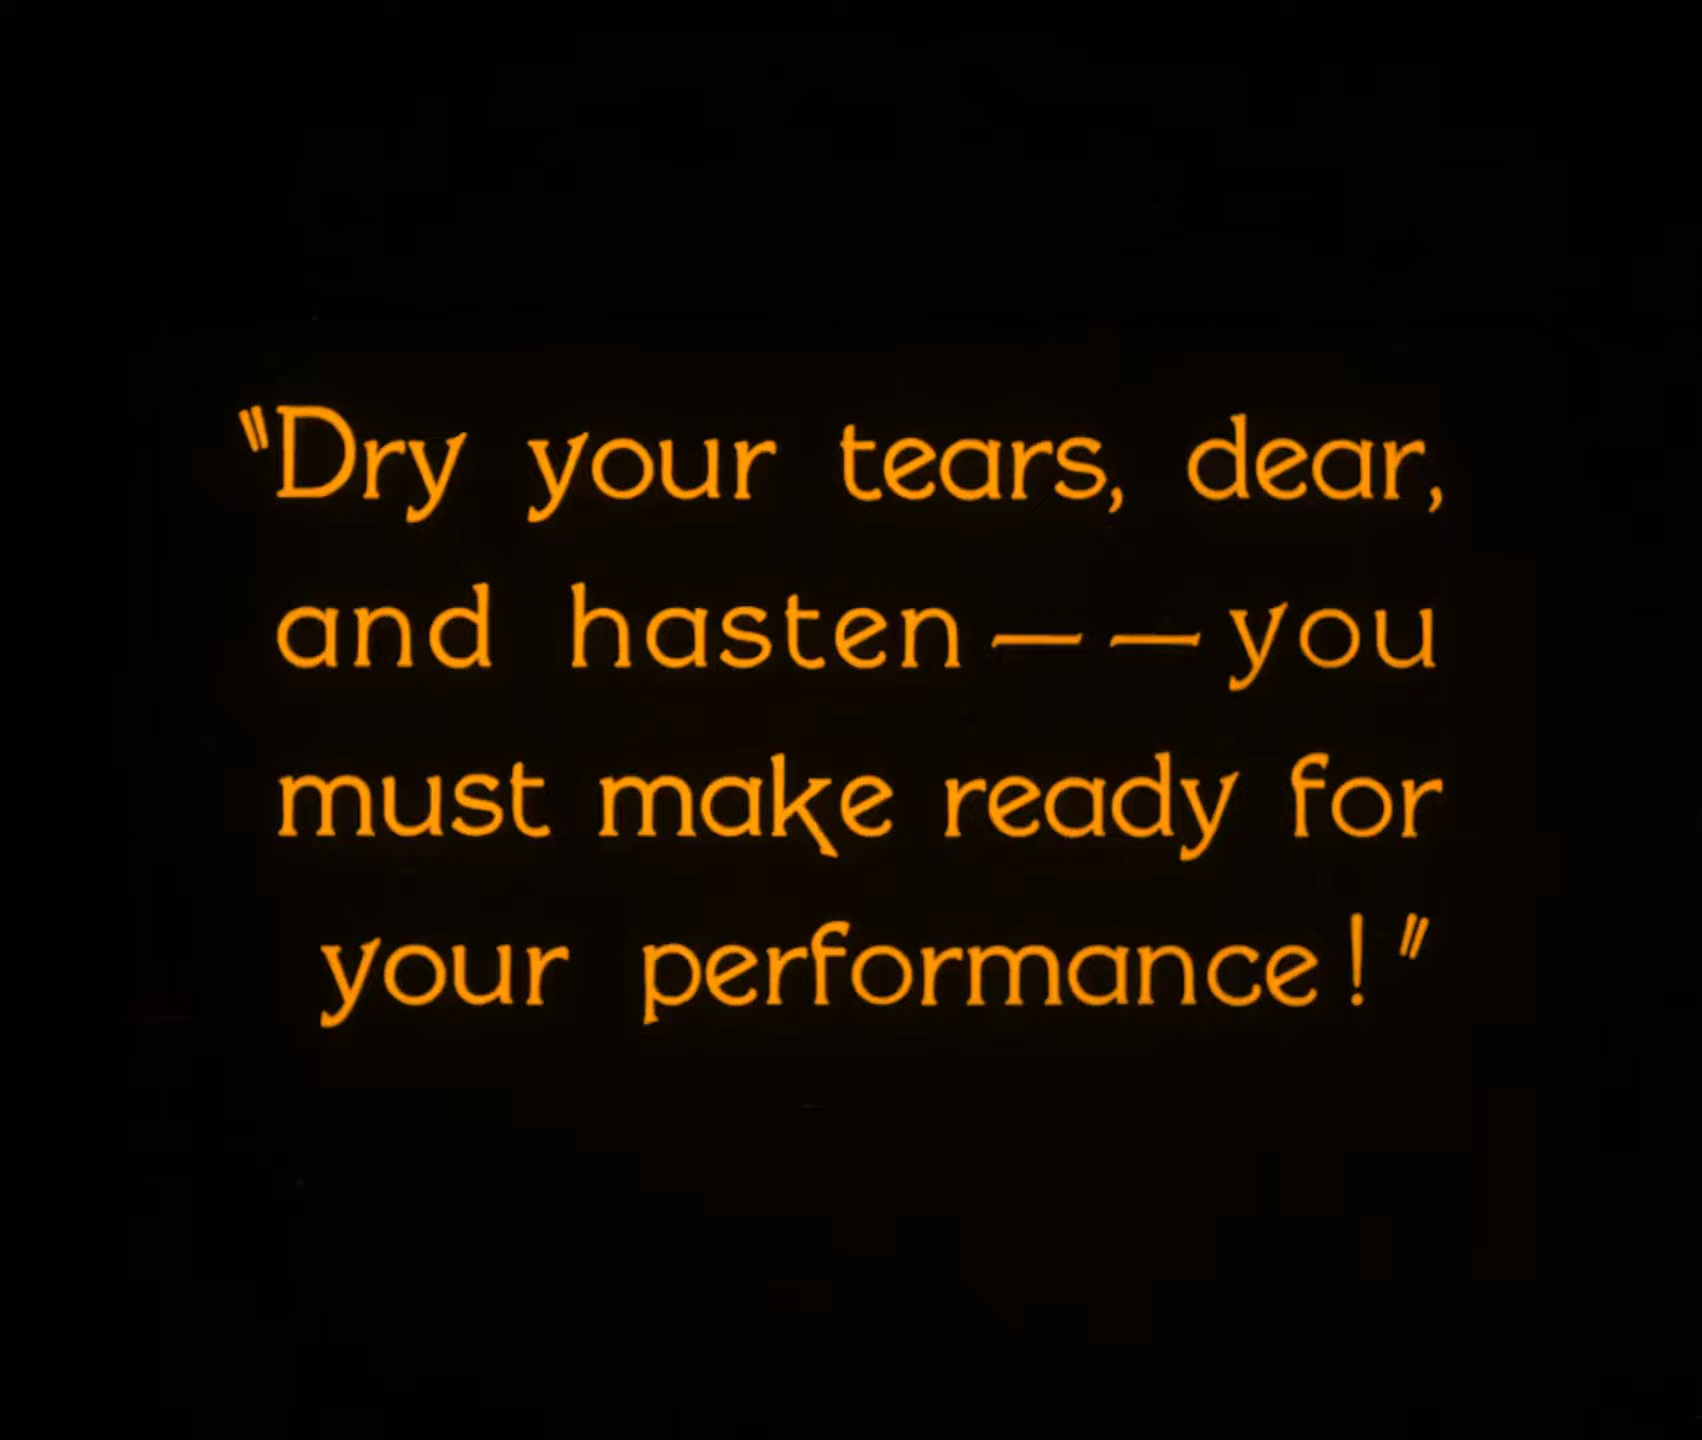 "Dry your tears, dear,
and hasten——you
must make ready for
your performance!"